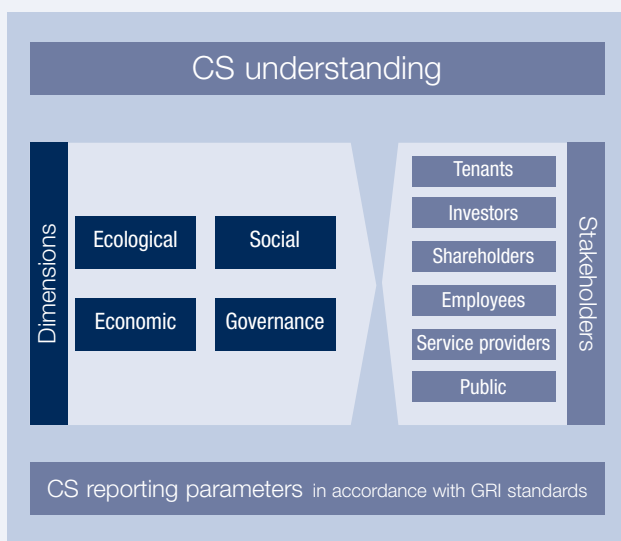 CS understanding
Dimensions
Ecological
Social
Economic
Governance
Tenants
Investors
Shareholders
Employees
Service providers
Public
Stakeholders
CS reporting parameters in accordance with GRI standards